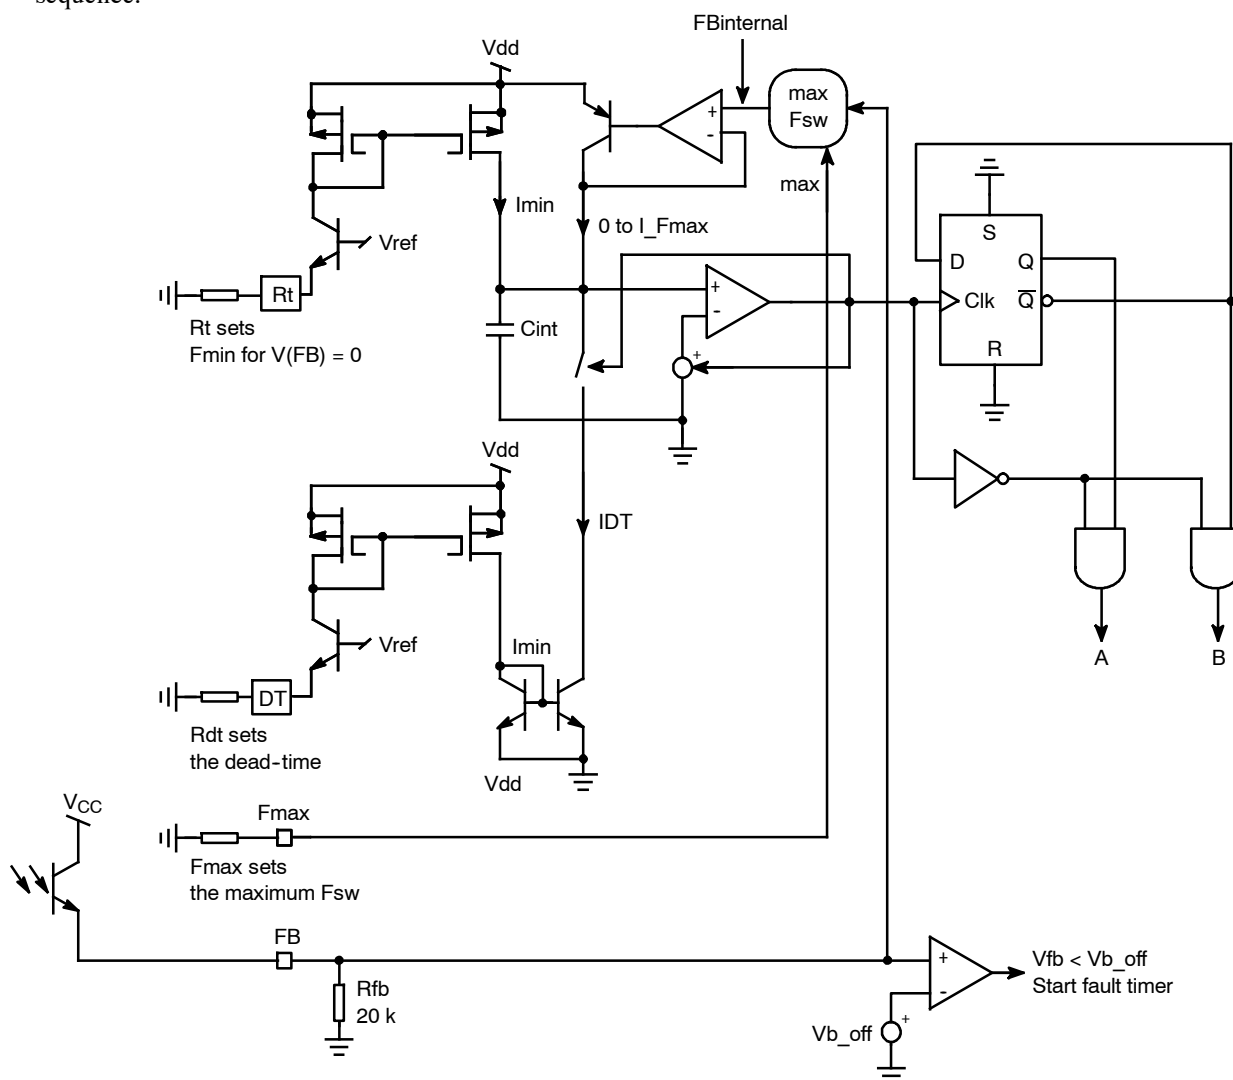 sequence.
FBinternal
Vdd
max
Fsw
+
-
max
Imin
0 to I_Fmax
Vref
S
D
Q
Rt
Clk
Q
Rt sets
Fmin for V(FB) = 0
Cint
+
-
+
R
Vdd
IDT
Vref
Imin
A
B
DT
Rdt sets
the dead-time
Vdd
VCC
Fmax
Fmax sets
the maximum Fsw
FB
+
-
Vfb < Vb_off
Start fault timer
Rfb
20 k
Vb_off
+